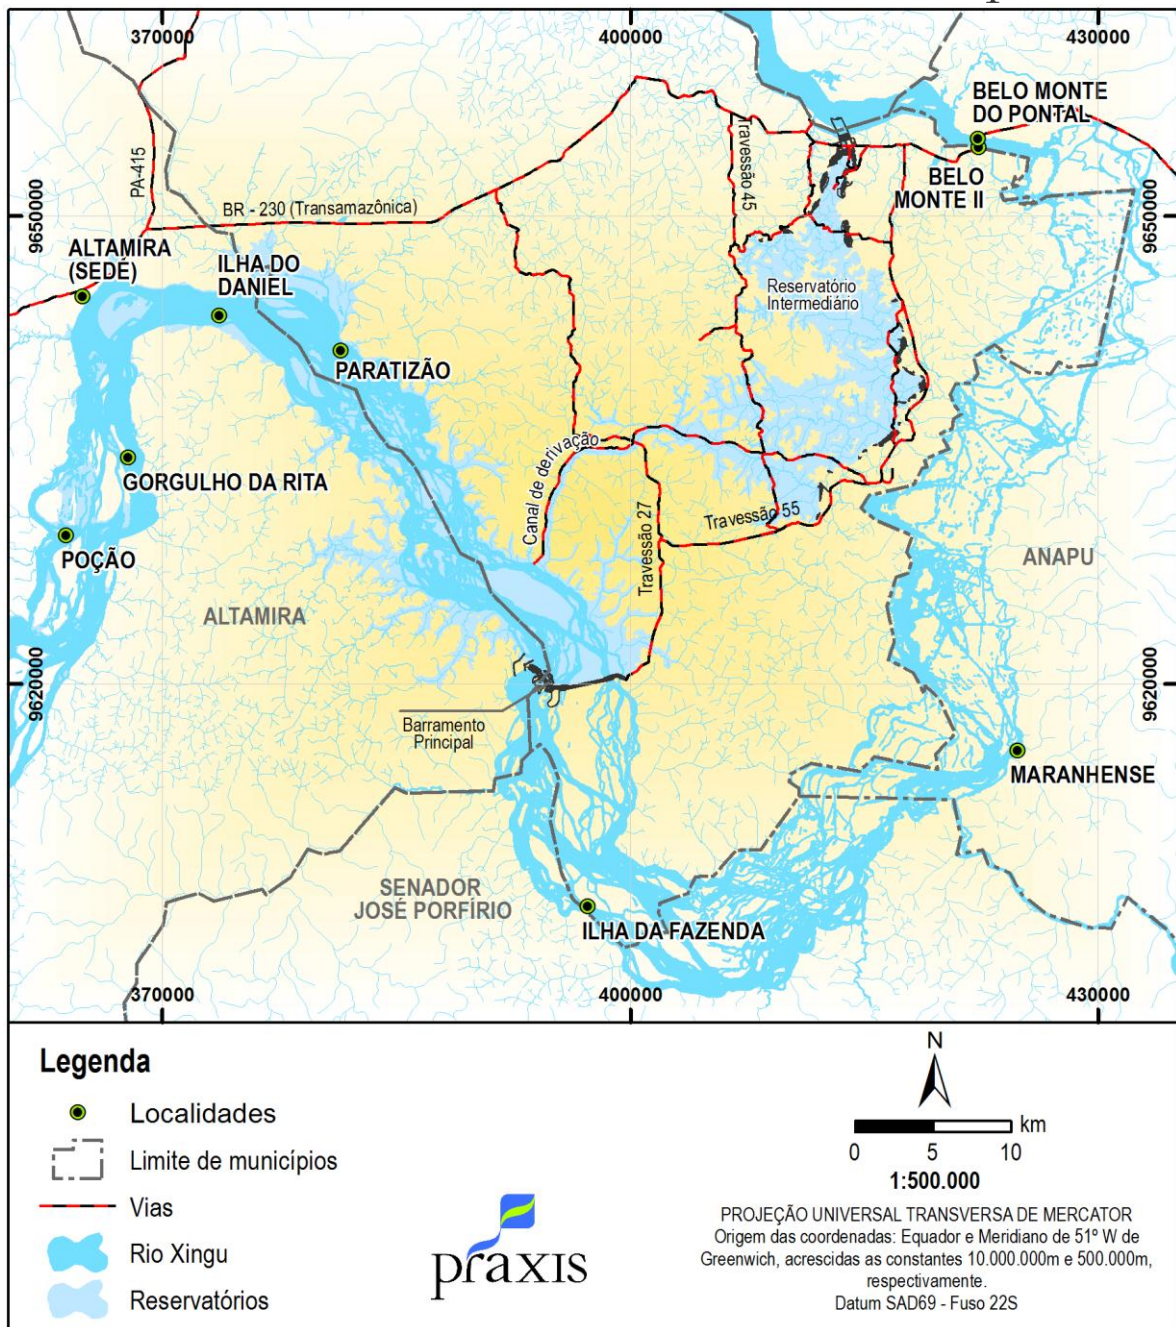 370000
400000
430000
BELO MONTE
DO PONTAL
PA-415
Travessão 45
BELO
MONTE II
9650000
BR - 230 (Transamazônica)
9650000
ALTAMIRA
(SEDE)
ILHA DO
DANIEL
Reservatório
Intermediário
PARATIZÃO
Canal de derivação
GORGULHO DA RITA
Travessão 55
POÇÃO
Travessão 27
ANAPU
ALTAMIRA
9620000
9620000
Barramento
Principal
MARANHENSE
SENADOR
JOSÉ PORFÍRIO
ILHA DA FAZENDA
370000
400000
430000
Legenda
Localidades
Limite de municípios
Vias
Rio Xingu
Reservatórios
praxis
N
km
0 5 10
1:500.000
PROJEÇÃO UNIVERSAL TRANSVERSA DE MERCATOR
Origem das coordenadas: Equador e Meridiano de 51º W de
Greenwich, acrescidas as constantes 10.000.000m e 500.000m,
respectivamente.
Datum SAD69 - Fuso 22S